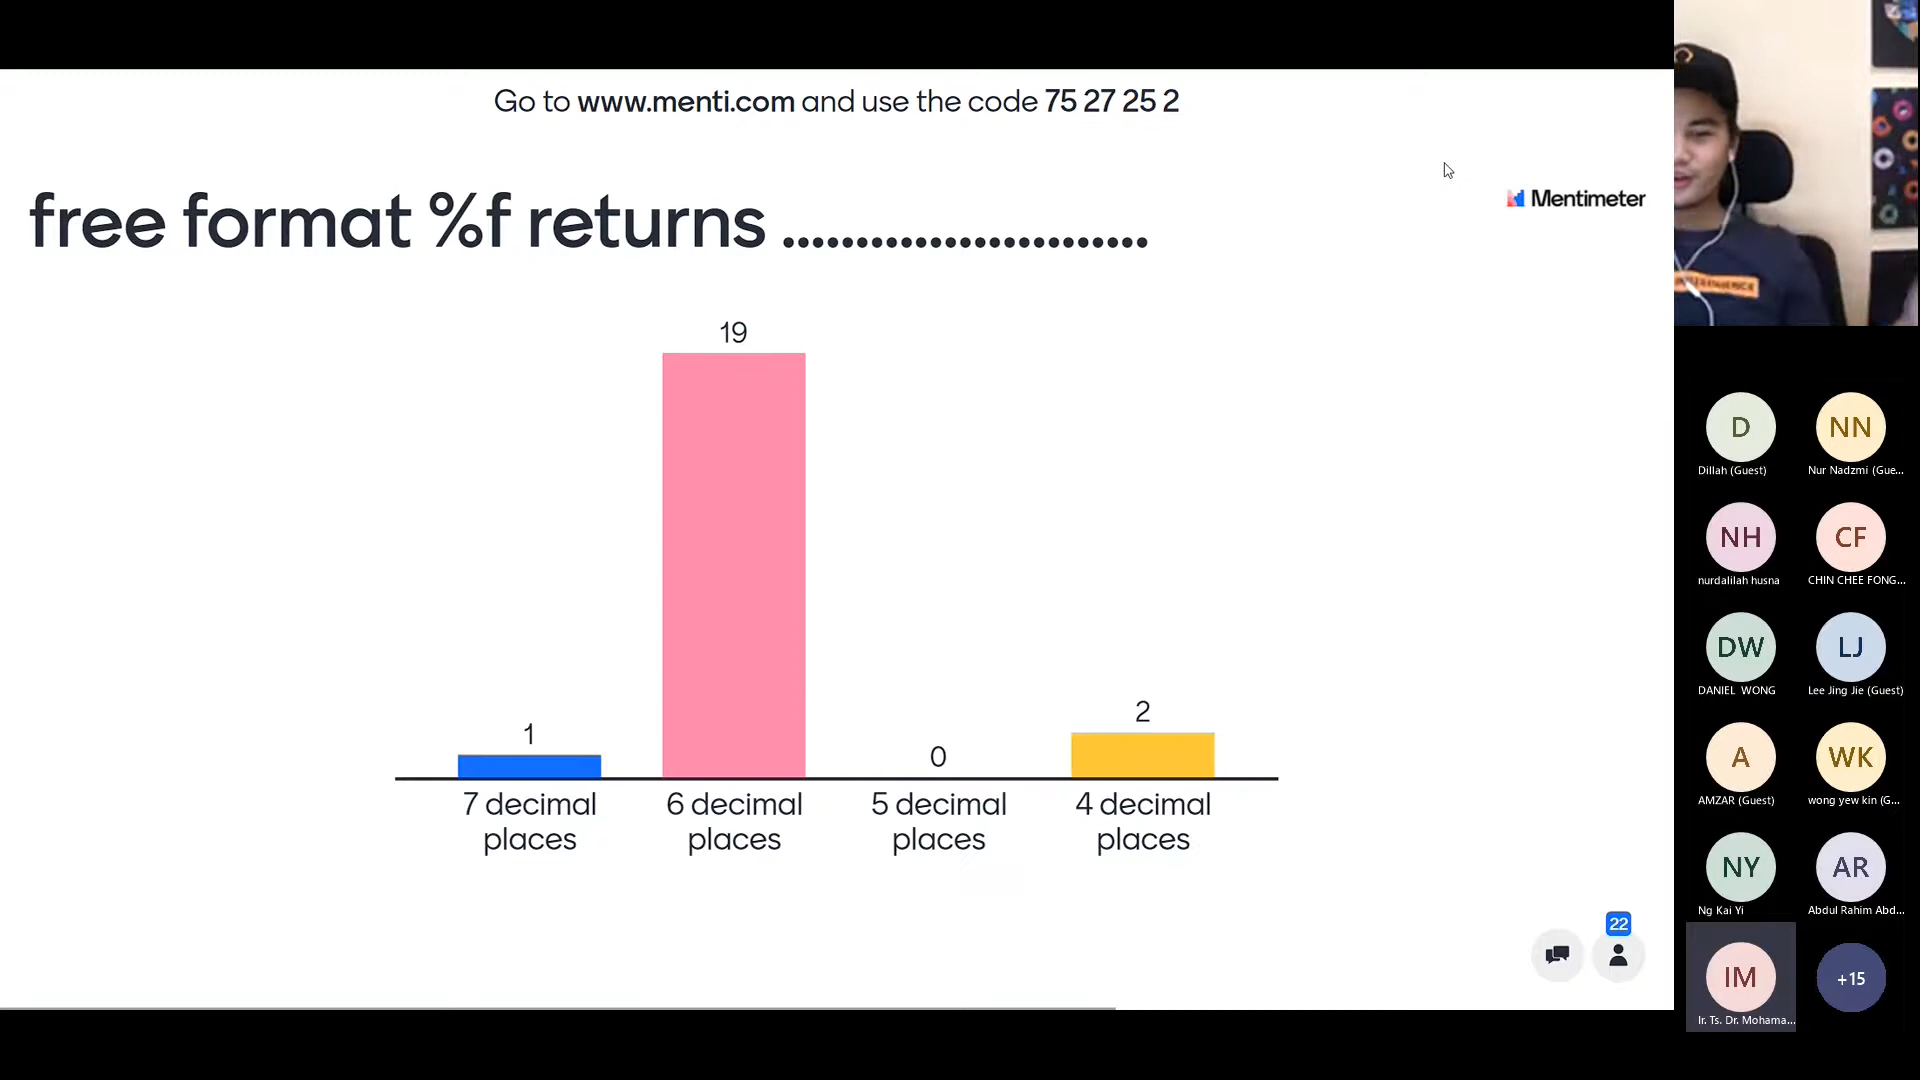 Go to www.menti.com and use the code 75 27 25 2
free format %f returns .........................
Mentimeter
19
2
1
0
7 decimal places
6 decimal places
5 decimal places
4 decimal places
22
D
Dillah (Guest)
NN
Nur Nadzmi (Gue...
NH
nurdalilah husna
CF
CHIN CHEE FONG...
DW
DANIEL WONG
LJ
Lee Jing Jie (Guest)
A
AMZAR (Guest)
WK
wong yew kin (G...
NY
Ng Kai Yi
AR
Abdul Rahim Abd...
IM
Ir. Ts. Dr. Mohama...
+15